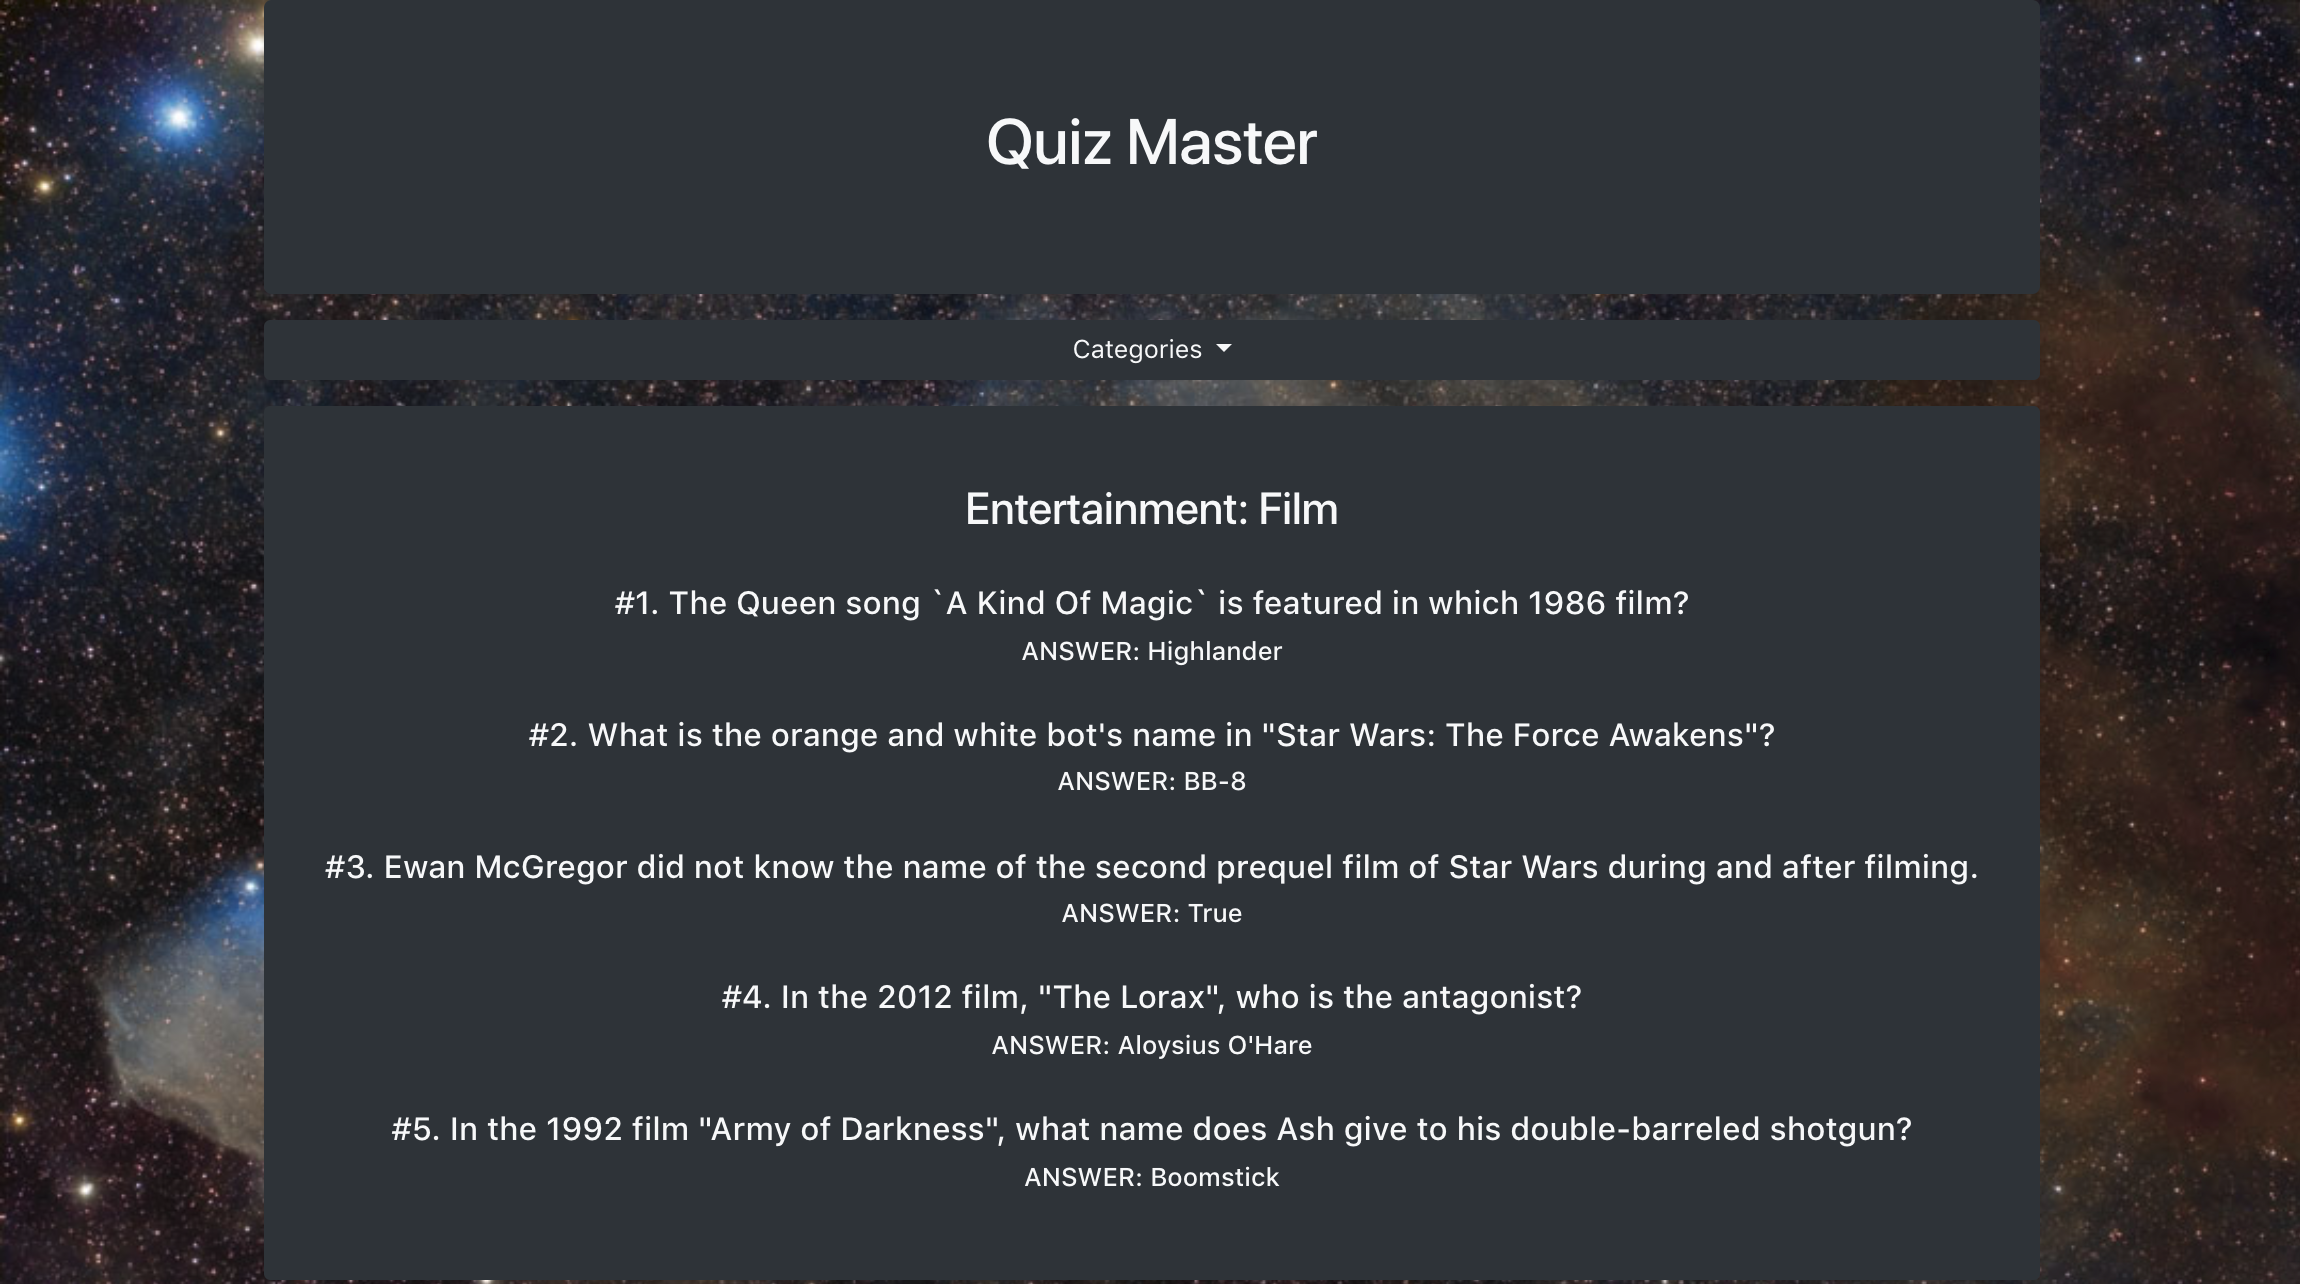 Quiz Master
Categories
Entertainment: Film
#1. The Queen song `A Kind Of Magic` is featured in which 1986 film?
ANSWER: Highlander
#2. What is the orange and white bot's name in "Star Wars: The Force Awakens"?
ANSWER: BB-8
#3. Ewan McGregor did not know the name of the second prequel film of Star Wars during and after filming.
ANSWER: True
#4. In the 2012 film, "The Lorax", who is the antagonist?
ANSWER: Aloysius O'Hare
#5. In the 1992 film "Army of Darkness", what name does Ash give to his double-barreled shotgun?
ANSWER: Boomstick